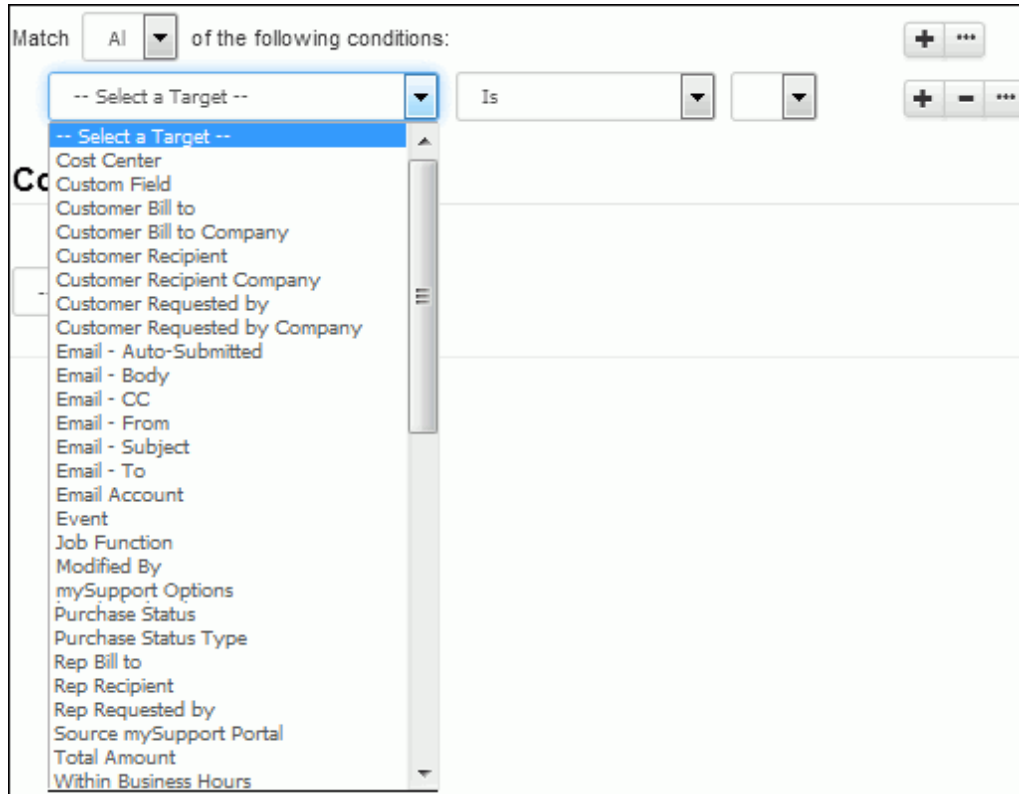 Match Al of the following conditions:
-- Select a Target -- Is
-- Select a Target --
Cost Center
Co
Custom Field
Customer Bill to
Customer Bill to Company
Customer Recipient
Customer Recipient Company
Customer Requested by
Customer Requested by Company
Email - Auto-Submitted
Email - Body
Email - CC
Email - From
Email - Subject
Email - To
Email Account
Event
Job Function
Modified By
mySupport Options
Purchase Status
Purchase Status Type
Rep Bill to
Rep Recipient
Rep Requested by
Source mySupport Portal
Total Amount
Within Business Hours